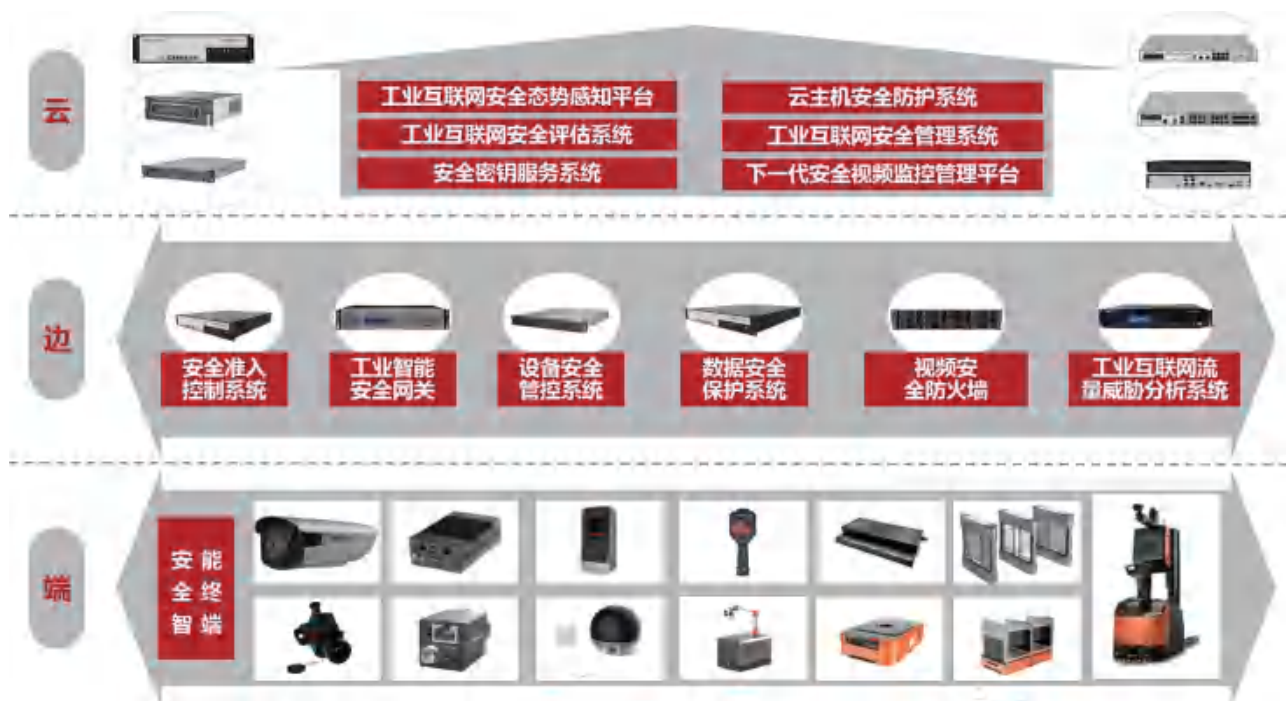 云
工业互联网安全态势感知平台
云主机安全防护系统
工业互联网安全评估系统
工业互联网安全管理系统
安全密钥服务系统
下一代安全视频监控管理平台
边
安全准入
控制系统
工业智能
安全网关
设备安全
管控系统
数据安全
保护系统
视频安
全防火墙
工业互联网流
量威胁分析系统
端
安 能
全 终
智 端